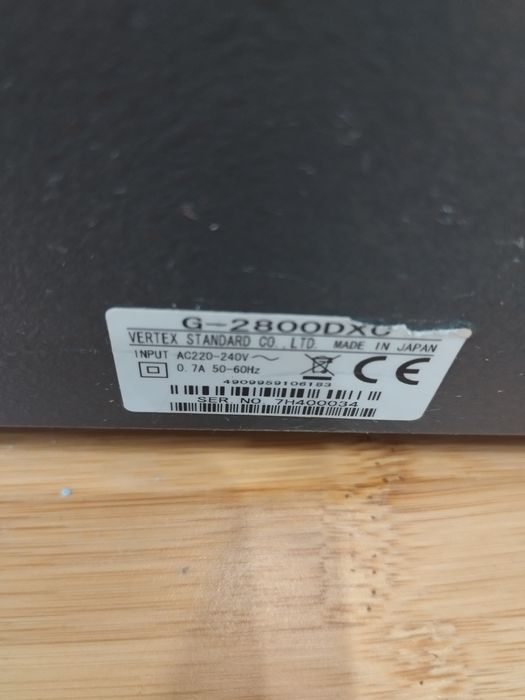 G-2800DXC
VERTEX STANDARD CO., LTD. MADE IN JAPAN
INPUT AC220-240V～
0.7A 50-60Hz
CE
4909959106183
SER NO. 7H400034